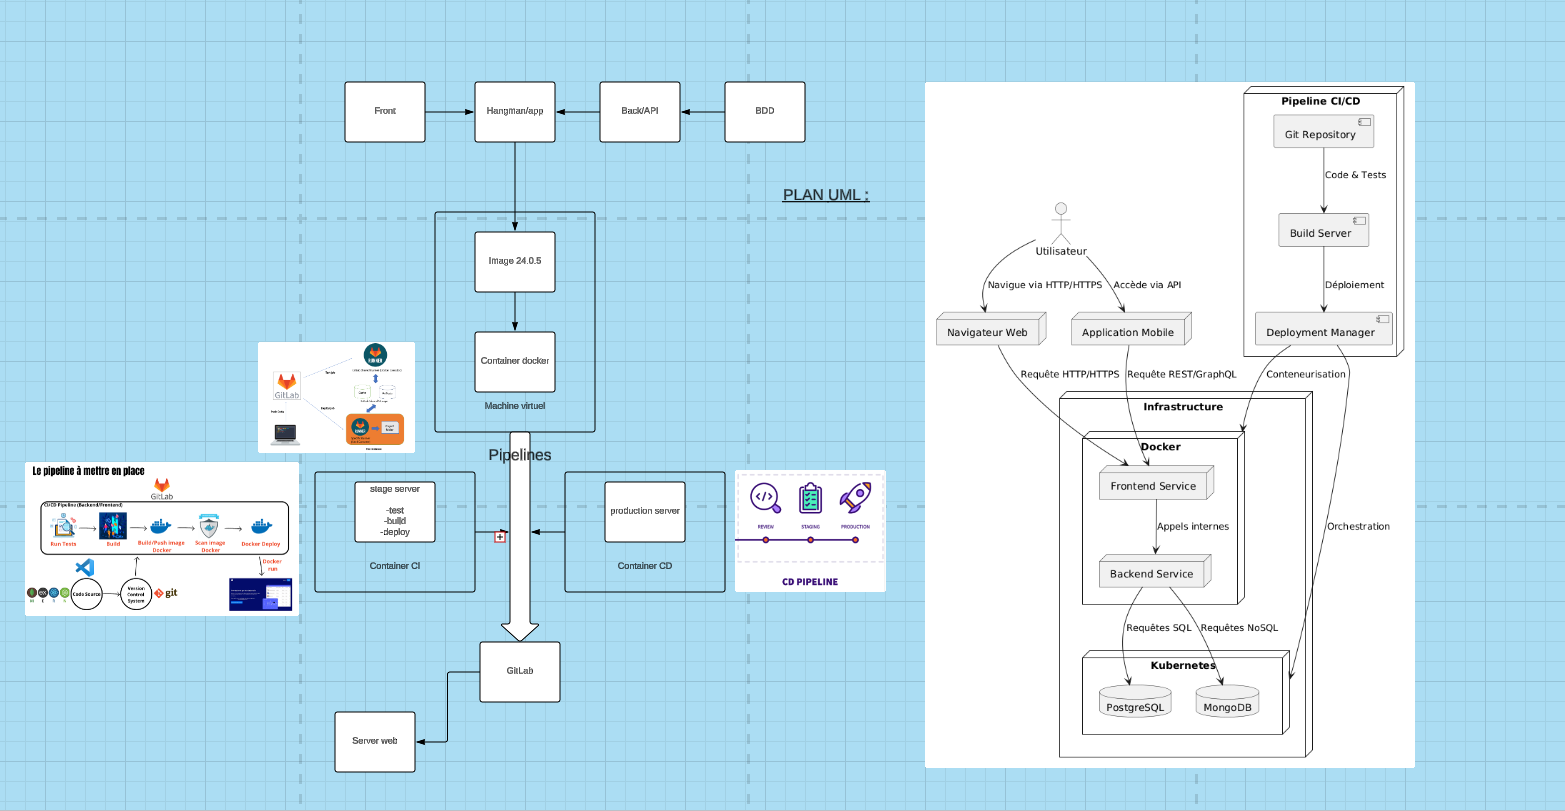 Front
Hangman/app
Back/API
BDD
PLAN UML :
Image 24.0.5
Container docker
Machine virtuel
Pipelines
stage server
-test
-build
-deploy
Container CI
production server
Container CD
GitLab
Server web
GitLab
RUNNER
Le pipeline à mettre en place
GitLab
CI/CD Pipeline (Backend/Frontend)
Run Tests
Build
Build/Push image
Docker
Scan image
Docker
Docker Deploy
Docker
run
Code Source
Version
Control
System
git
REVIEW
STAGING
PRODUCTION
CD PIPELINE
Pipeline CI/CD
Git Repository
Code & Tests
Build Server
Déploiement
Deployment Manager
Utilisateur
Navigue via HTTP/HTTPS
Accède via API
Navigateur Web
Application Mobile
Requête HTTP/HTTPS
Requête REST/GraphQL
Conteneurisation
Infrastructure
Docker
Frontend Service
Appels internes
Orchestration
Backend Service
Requêtes SQL
Requêtes NoSQL
Kubernetes
PostgreSQL
MongoDB